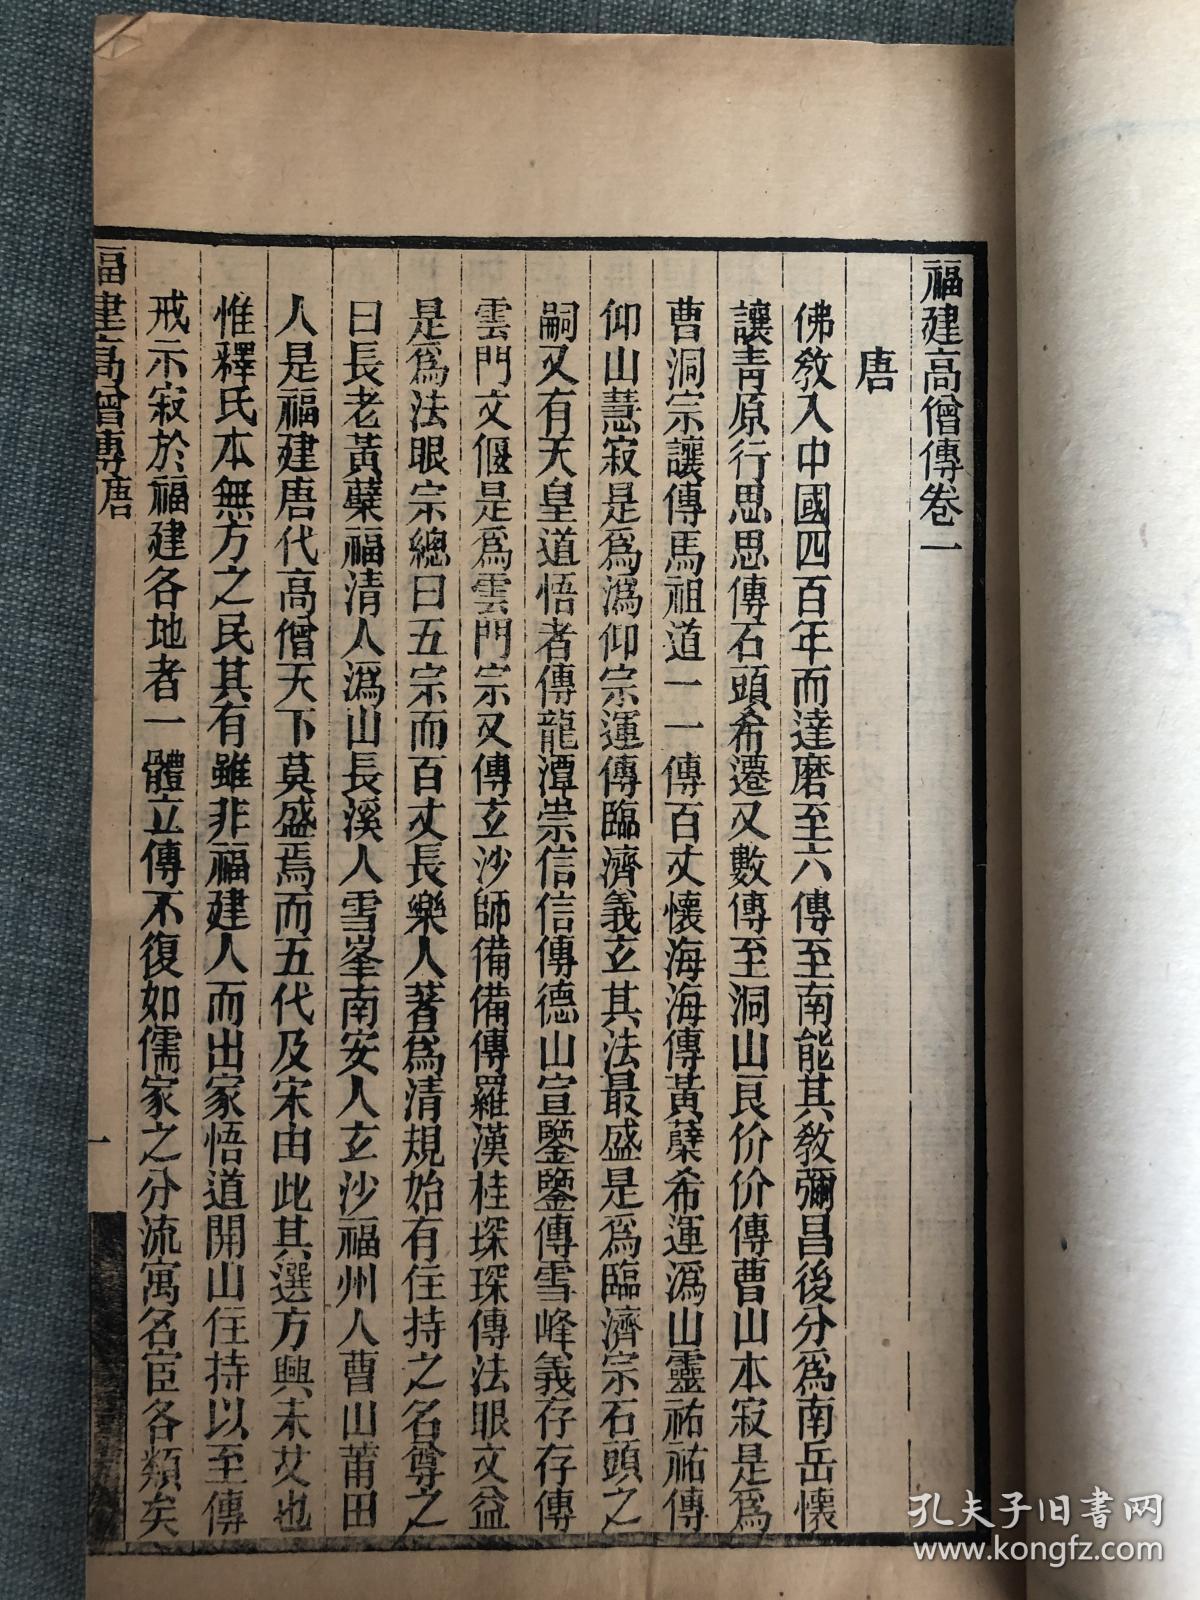 福建高僧傳卷一
唐
佛敎入中國四百年而達磨至六傳至南能其敎彌昌後分爲南岳懷
讓靑原行思思傳石頭希遷又數傳至洞山良价价傳曹山本寂是爲
曹洞宗讓傳馬祖道一一傳百丈懷海海傳黃蘗希運潙山靈祐祐傳
仰山慧寂是爲潙仰宗運傳臨濟義玄其法最盛是爲臨濟宗石頭之
嗣又有天皇道悟者傳龍潭崇信信傳德山宣鑒鑒傳雪峰義存存傳
雲門文偃是爲雲門宗又傳玄沙師備備傳羅漢桂琛琛傳法眼文益
是爲法眼宗總曰五宗而百丈長樂人著爲清規始有住持之名尊之
曰長老黃蘗福清人潙山長溪人雪峯南安人玄沙福州人曹山莆田
人是福建唐代高僧天下莫盛焉而五代及宋由此其選方興未艾也
惟釋氏本無方之民其有雖非福建人而出家悟道開山住持以至傳
戒示寂於福建各地者一體立傳不復如儒家之分流寓名宦各類矣
福建高僧傳 唐
一
孔夫子旧书网
www.kongfz.com